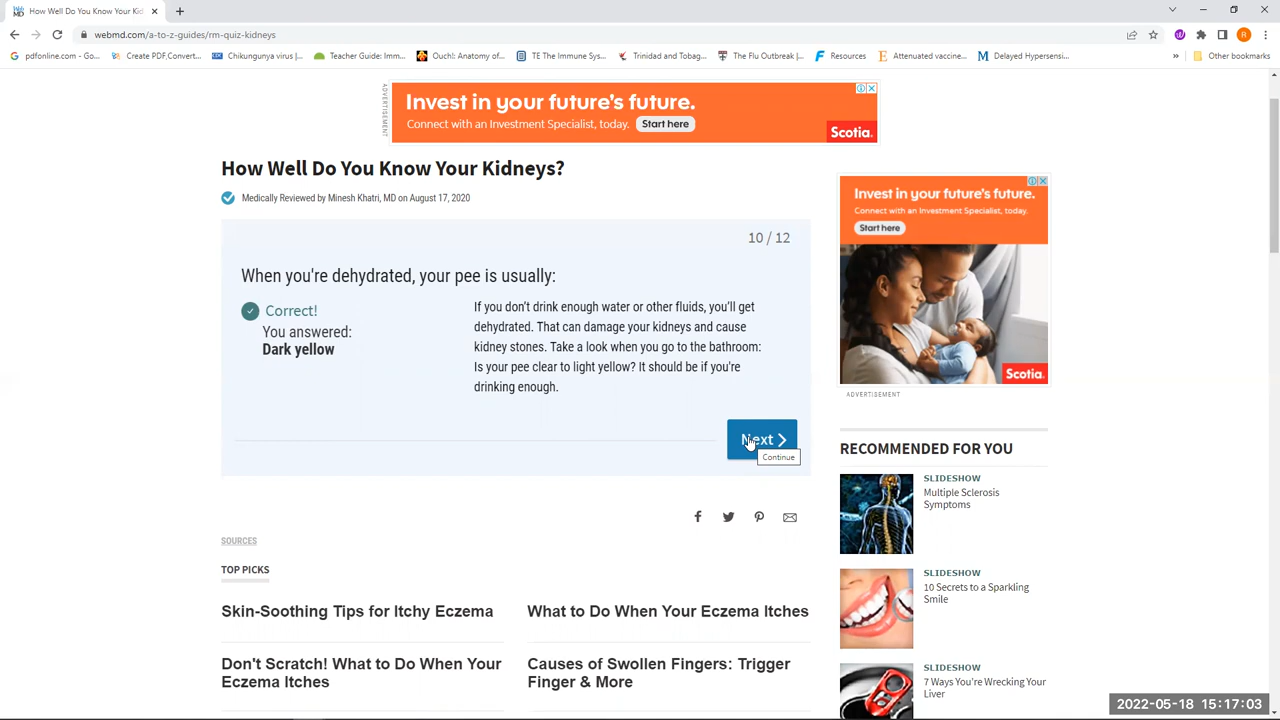 How Well Do You Know Your Kid
webmd.com/a-to-z-guides/rm-quiz-kidneys
pdfonline.com - Go...
Create PDF,Convert...
Chikungunya virus |...
Teacher Guide: Imm...
Ouch!: Anatomy of...
TE The Immune Sys...
Trinidad and Tobag...
The Flu Outbreak |...
Resources
Attenuated vaccine...
Delayed Hypersensi...
»
Other bookmarks
ADVERTISEMENT
Invest in your future's future.
Connect with an Investment Specialist, today.
Start here
Scotia.
How Well Do You Know Your Kidneys?
Medically Reviewed by Minesh Khatri, MD on August 17, 2020
10 / 12
When you're dehydrated, your pee is usually:
Correct!
You answered:
Dark yellow
If you don't drink enough water or other fluids, you'll get
dehydrated. That can damage your kidneys and cause
kidney stones. Take a look when you go to the bathroom:
Is your pee clear to light yellow? It should be if you're
drinking enough.
Next
Continue
SOURCES
TOP PICKS
Skin-Soothing Tips for Itchy Eczema
What to Do When Your Eczema Itches
Don't Scratch! What to Do When Your
Eczema Itches
Causes of Swollen Fingers: Trigger
Finger & More
Invest in your future's future.
Connect with an Investment Specialist, today.
Start here
Scotia.
ADVERTISEMENT
RECOMMENDED FOR YOU
SLIDESHOW
Multiple Sclerosis
Symptoms
SLIDESHOW
10 Secrets to a Sparkling
Smile
SLIDESHOW
7 Ways You're Wrecking Your
Liver
2022-05-18 15:17:03